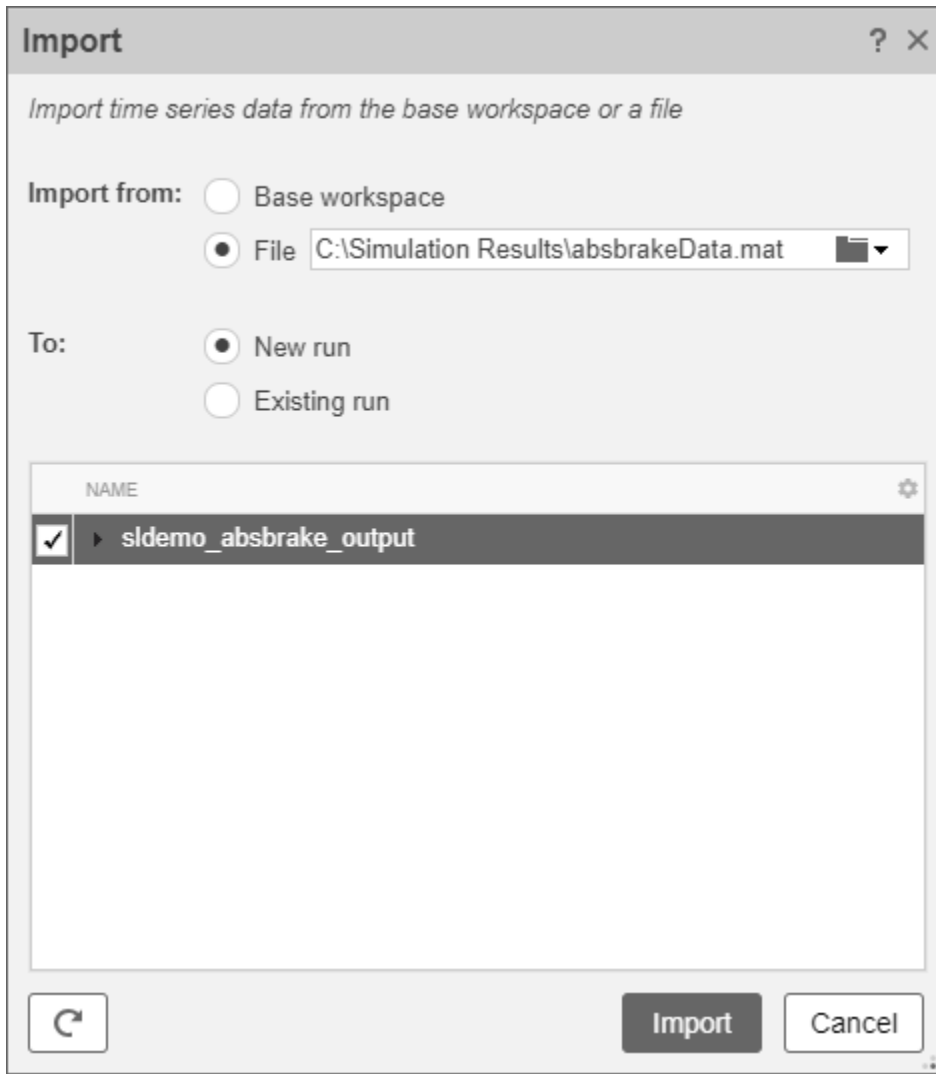 Import ?
Import time series data from the base workspace or a file
Import from: Base workspace
File C:\Simulation Results\absbrakeData.mat
To: New run
Existing run
NAME
sldemo_absbrake_output
Import Cancel